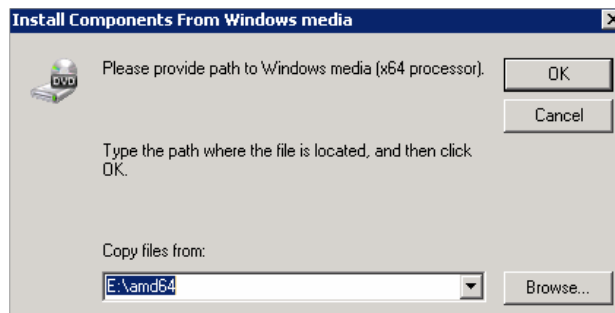 Install Components From Windows media
Please provide path to Windows media (x64 processor).
OK
Cancel
Type the path where the file is located, and then click
OK.
Copy files from:
E:\amd64
Browse...
DVD